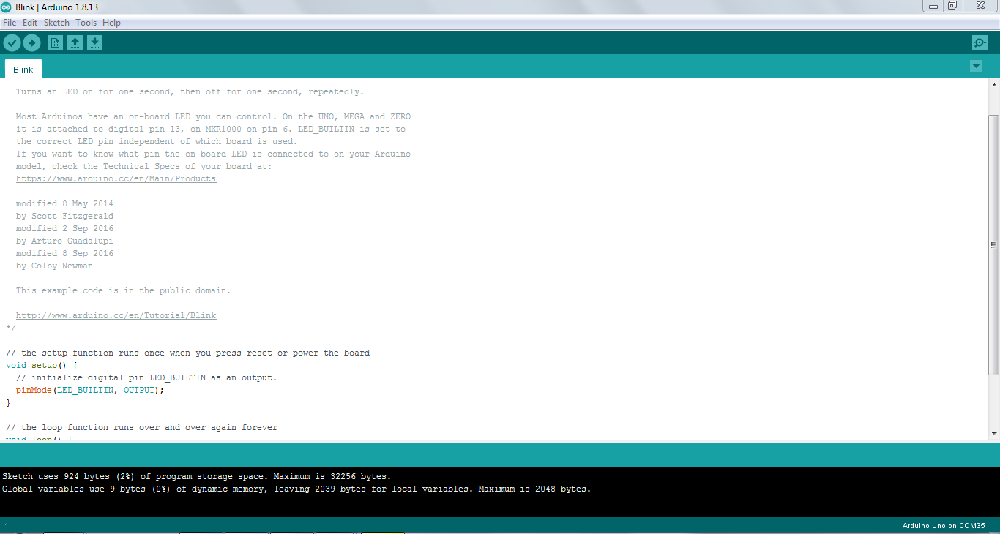 Blink | Arduino 1.8.13
File Edit Sketch Tools Help
Blink
Turns an LED on for one second, then off for one second, repeatedly.
Most Arduinos have an on-board LED you can control. On the UNO, MEGA and ZERO
it is attached to digital pin 13, on MKR1000 on pin 6. LED_BUILTIN is set to
the correct LED pin independent of which board is used.
If you want to know what pin the on-board LED is connected to on your Arduino
model, check the Technical Specs of your board at:
https://www.arduino.cc/en/Main/Products
modified 8 May 2014
by Scott Fitzgerald
modified 2 Sep 2016
by Arturo Guadalupi
modified 8 Sep 2016
by Colby Newman
This example code is in the public domain.
http://www.arduino.cc/en/Tutorial/Blink
*/
// the setup function runs once when you press reset or power the board
void setup() {
// initialize digital pin LED_BUILTIN as an output.
pinMode(LED_BUILTIN, OUTPUT);
}
// the loop function runs over and over again forever
void loop() {
Sketch uses 924 bytes (2%) of program storage space. Maximum is 32256 bytes.
Global variables use 9 bytes (0%) of dynamic memory, leaving 2039 bytes for local variables. Maximum is 2048 bytes.
1
Arduino Uno on COM35